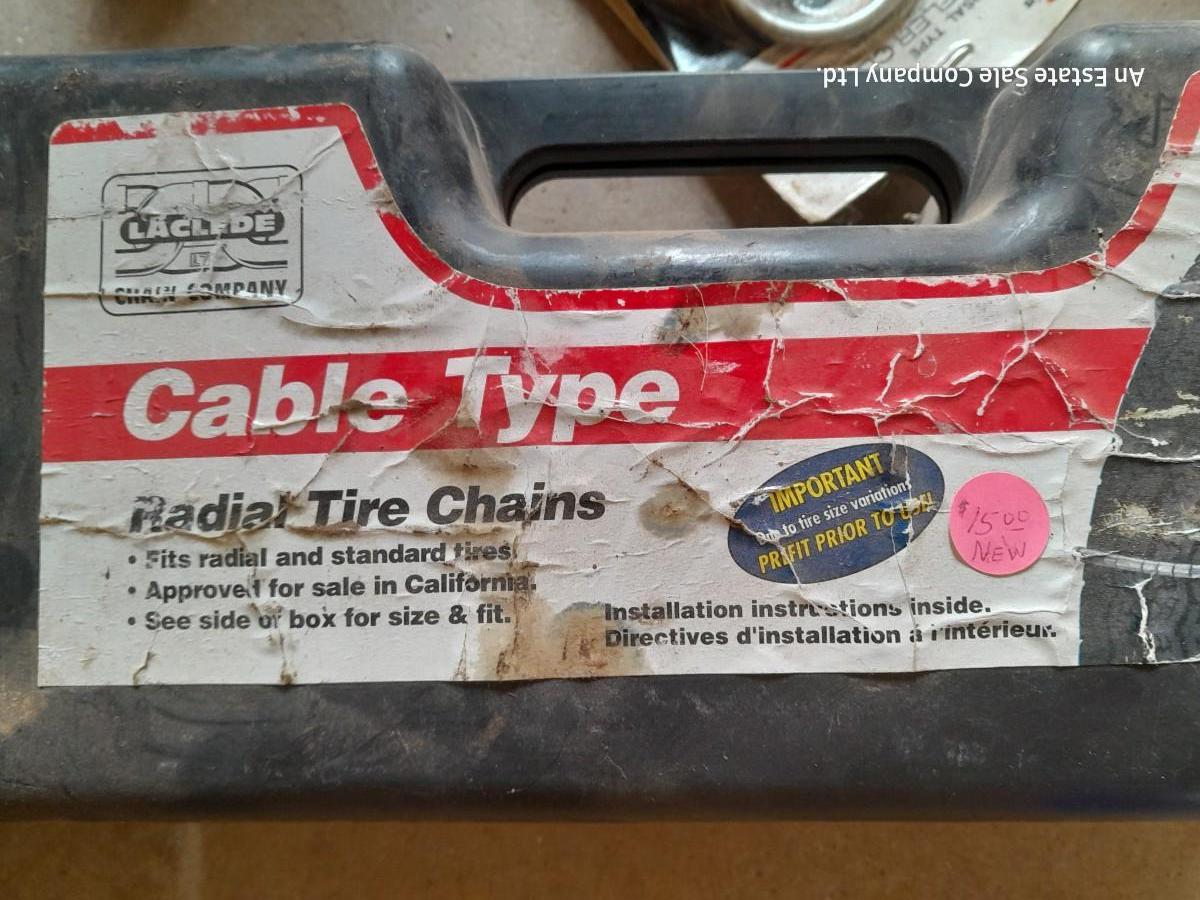 An Estate Sale Company Ltd.
LACLEDE
CHAIN COMPANY
Cable Type
Radial Tire Chains
• Fits radial and standard tires.
• Approved for sale in California.
• See side of box for size & fit.
IMPORTANT
Due to tire size variations
PREFIT PRIOR TO USE!
$15.00
NEW
Installation instructions inside.
Directives d'installation à l'intérieur.